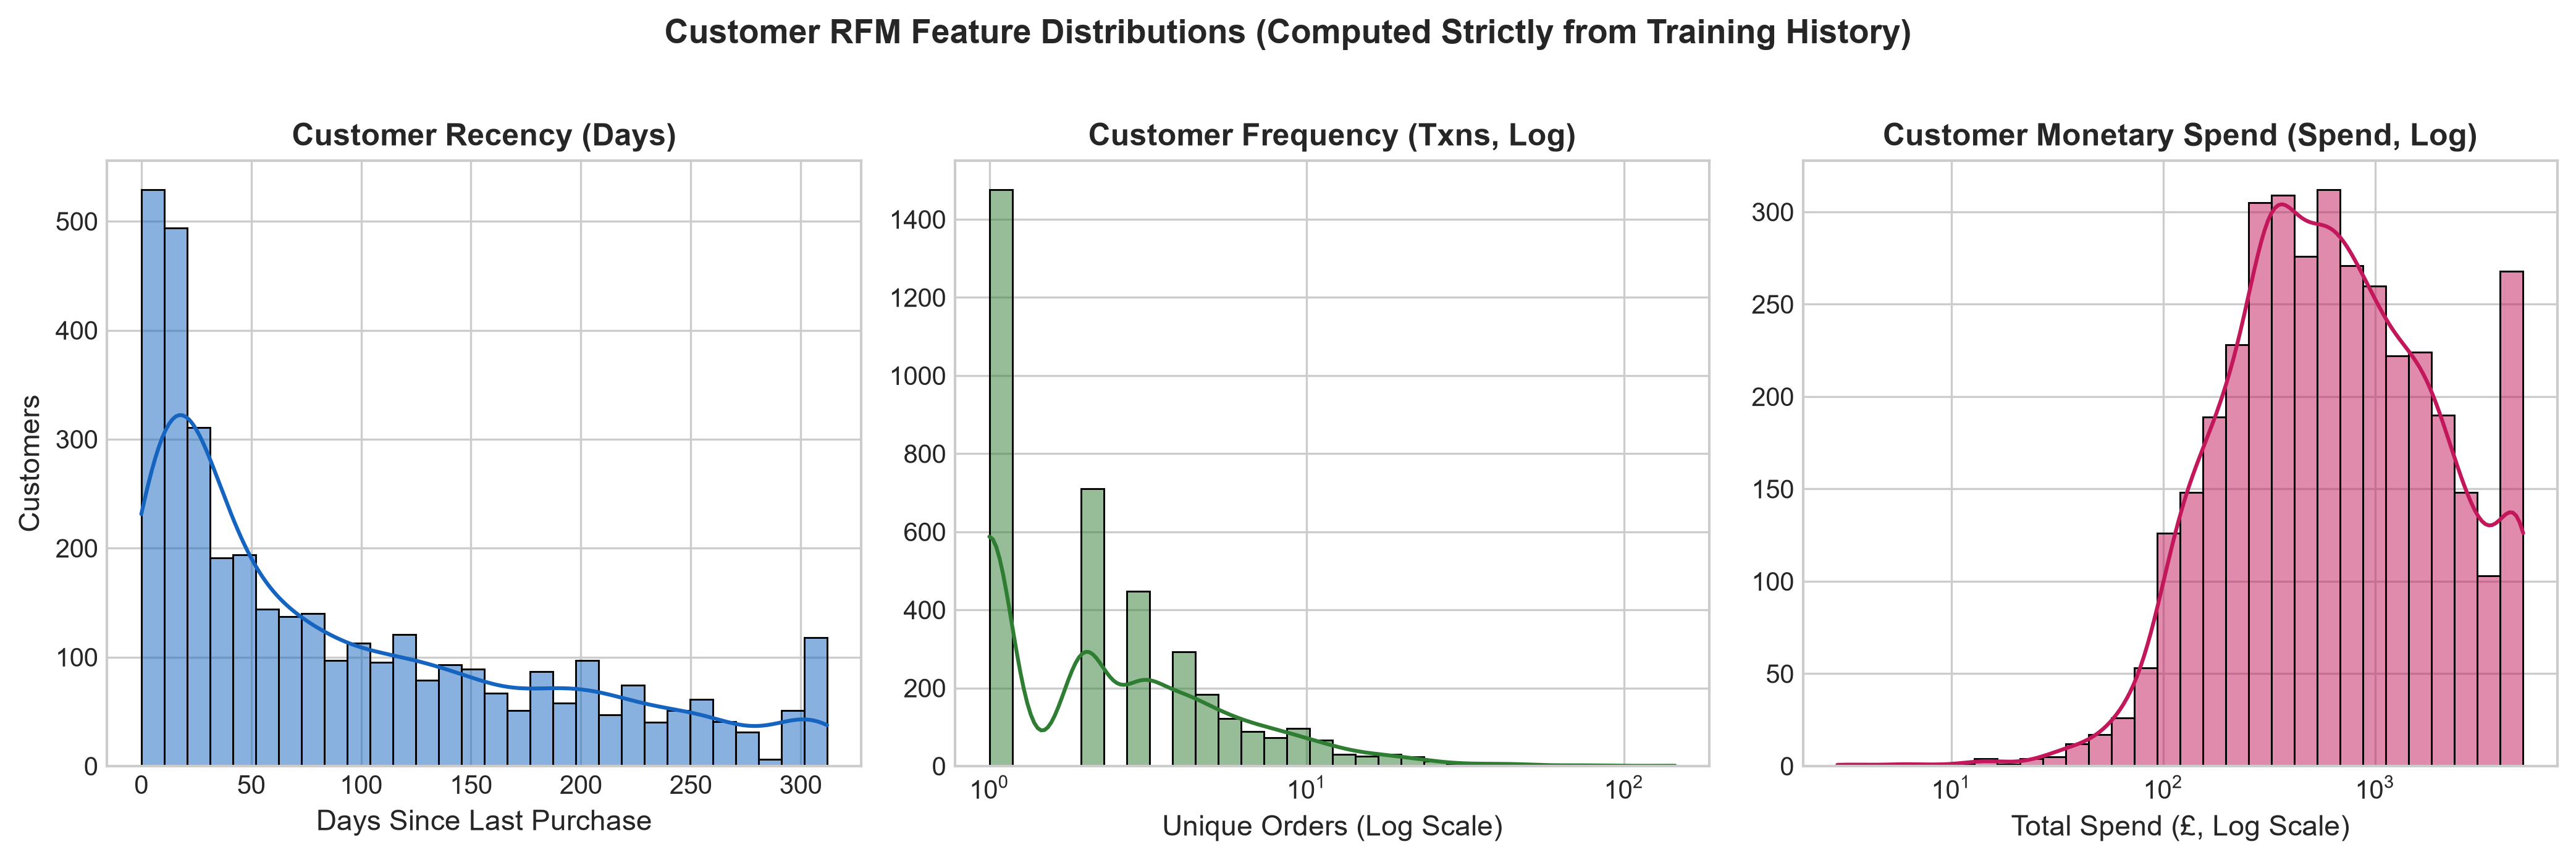 Customer RFM Feature Distributions (Computed Strictly from Training History)
Customer Recency (Days)
Customers
500
400
300
200
100
0
0 50 100 150 200 250 300
Days Since Last Purchase
Customer Frequency (Txns, Log)
1400
1200
1000
800
600
400
200
0
10⁰ 10¹ 10²
Unique Orders (Log Scale)
Customer Monetary Spend (Spend, Log)
300
250
200
150
100
50
0
10¹ 10² 10³
Total Spend (£, Log Scale)